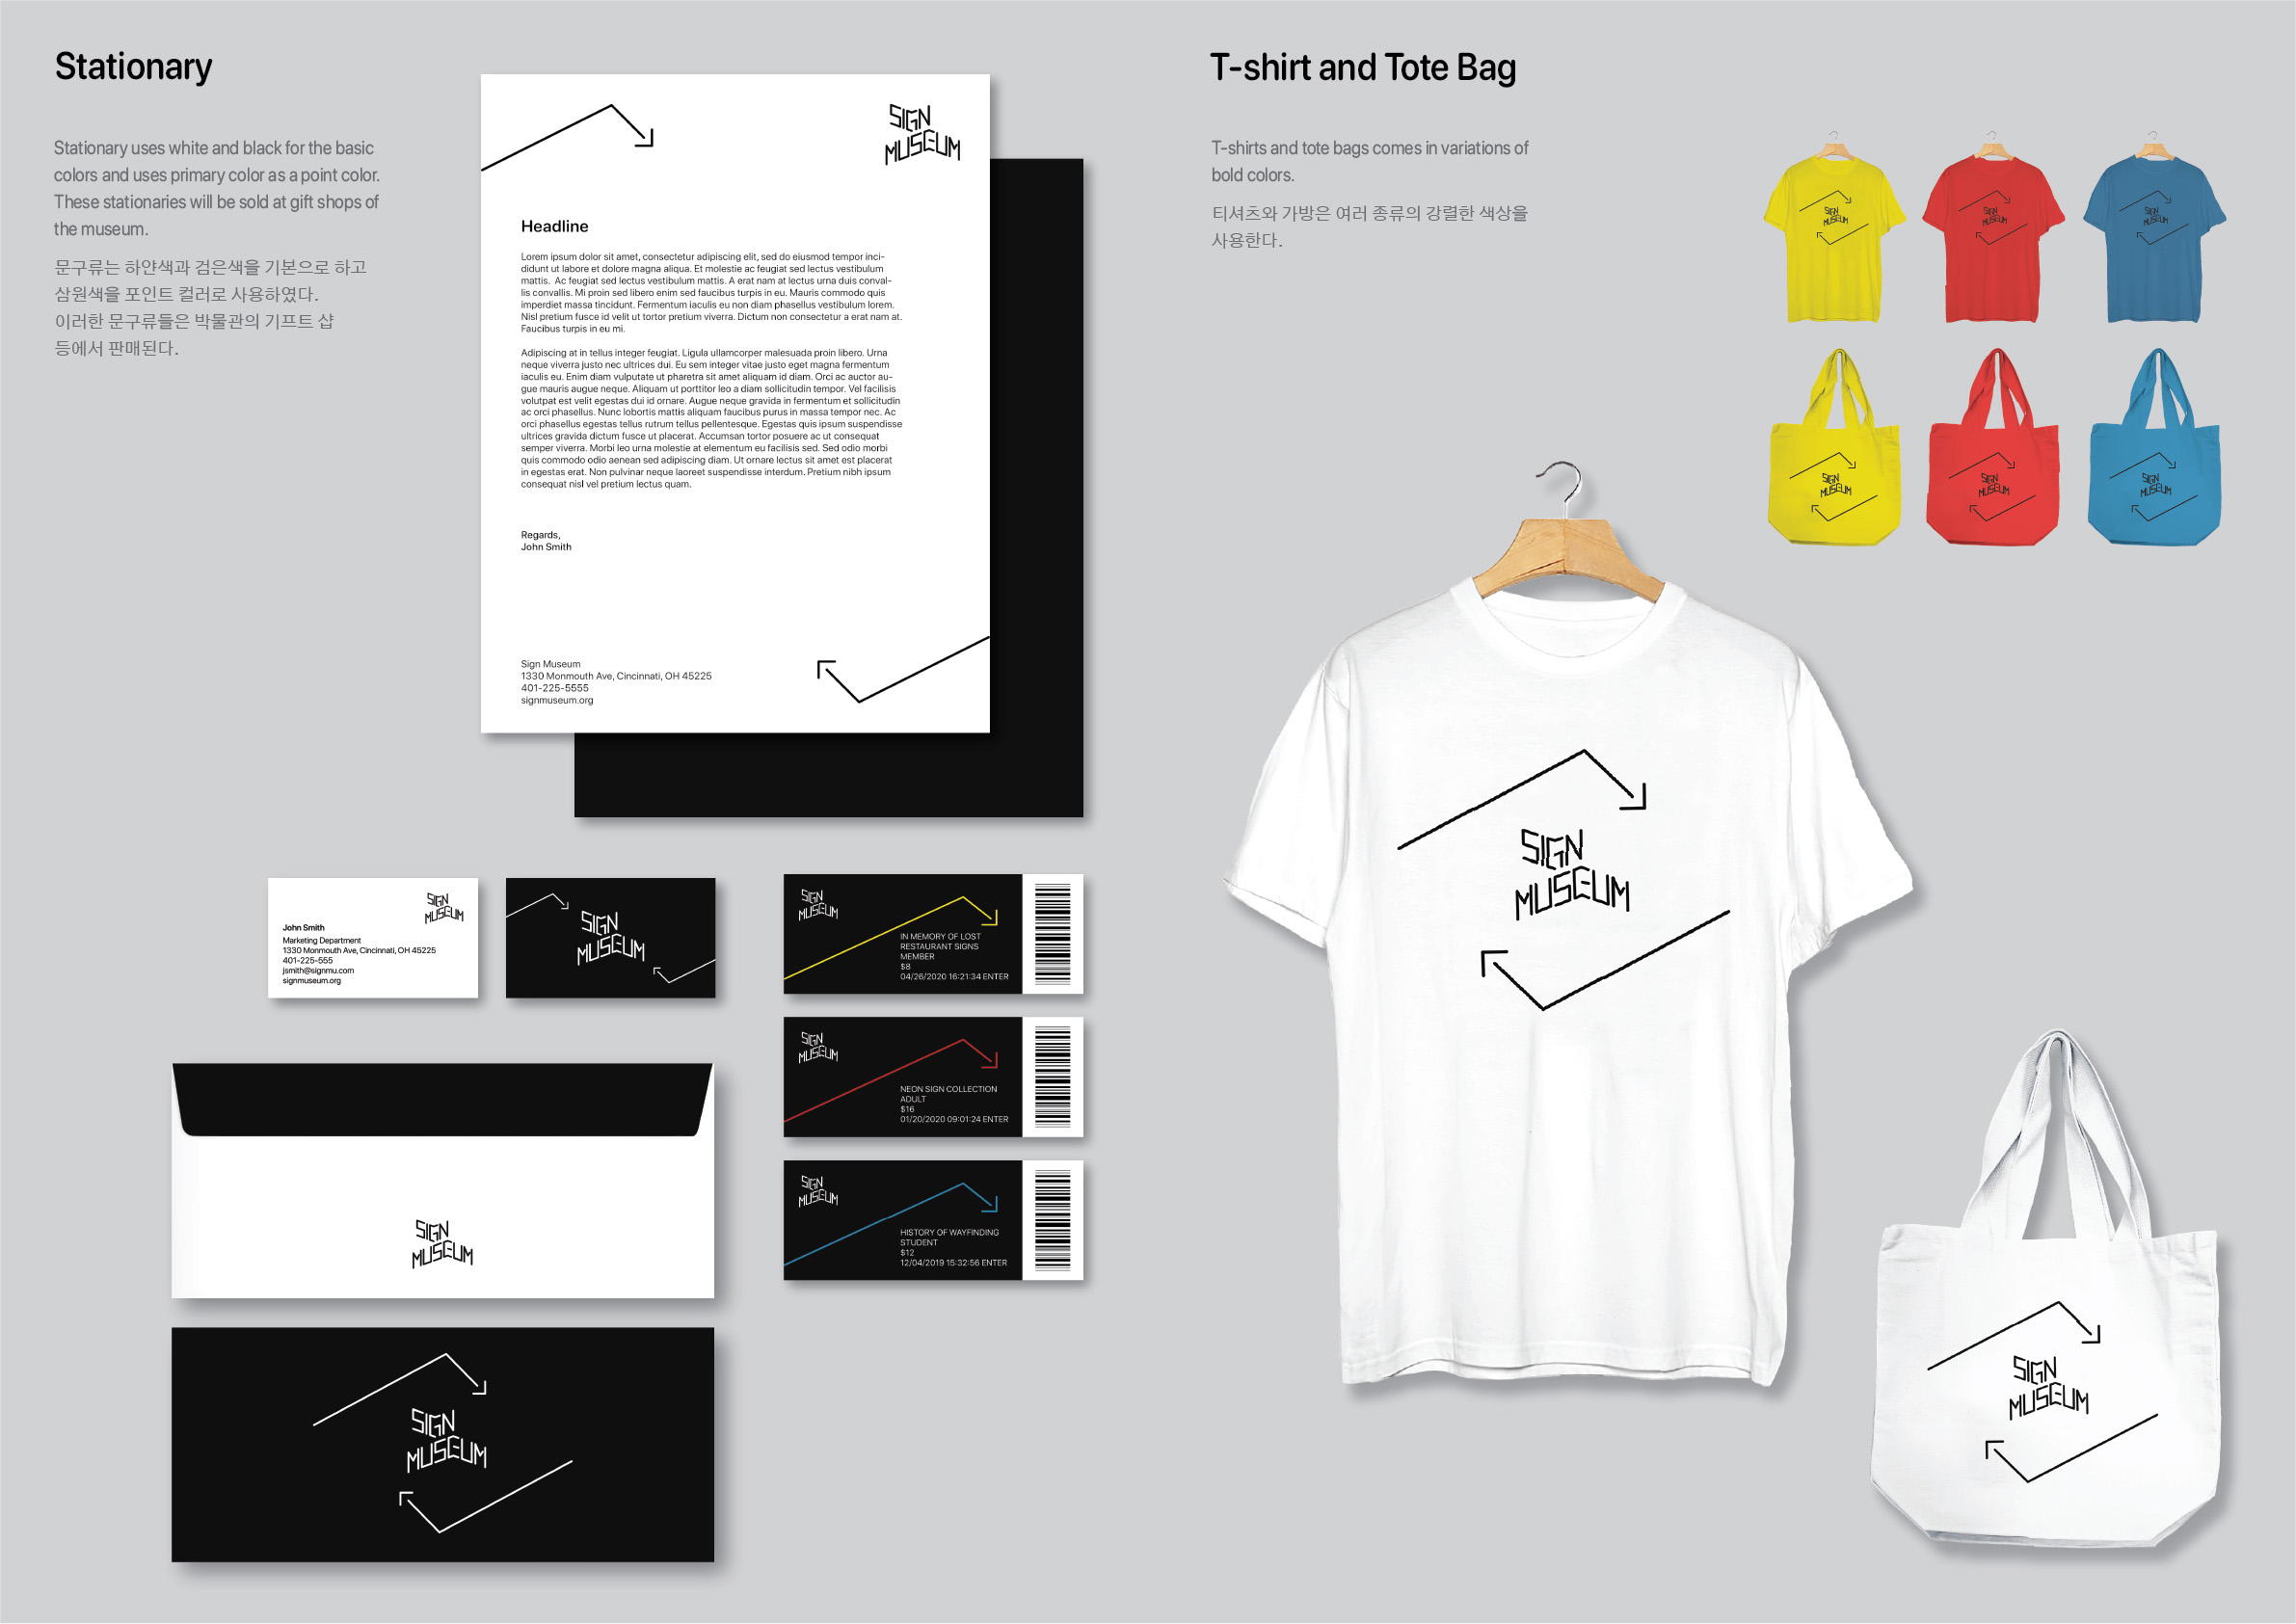 Stationary
Stationary uses white and black for the basic
colors and uses primary color as a point color.
These stationaries will be sold at gift shops of
the museum.
문구류는 하얀색과 검은색을 기본으로 하고
삼원색을 포인트 컬러로 사용하였다.
이러한 문구류들은 박물관의 기프트 샵
등에서 판매된다.
SIGN
MUSEUM
Headline
Lorem ipsum dolor sit amet, consectetur adipiscing elit, sed do eiusmod tempor inci-
didunt ut labore et dolore magna aliqua. Et molestie ac feugiat sed lectus vestibulum
mattis.  Ac feugiat sed lectus vestibulum mattis. A erat nam at lectus urna duis conval-
lis convallis. Mi proin sed libero enim sed faucibus turpis in eu. Mauris commodo quis
imperdiet massa tincidunt. Fermentum iaculis eu non diam phasellus vestibulum lorem.
Nisl pretium fusce id velit ut tortor pretium viverra. Dictum non consectetur a erat nam at.
Faucibus turpis in eu mi.
Adipiscing at in tellus integer feugiat. Ligula ullamcorper malesuada proin libero. Urna
neque viverra justo nec ultrices dui. Eu sem integer vitae justo eget magna fermentum
iaculis eu. Enim diam vulputate ut pharetra sit amet aliquam id diam. Orci ac auctor au-
gue mauris augue neque. Aliquam ut porttitor leo a diam sollicitudin tempor. Vel facilisis
volutpat est velit egestas dui id ornare. Augue neque gravida in fermentum et sollicitudin
ac orci phasellus. Nunc lobortis mattis aliquam faucibus purus in massa tempor nec. Ac
orci phasellus egestas tellus rutrum tellus pellentesque. Egestas quis ipsum suspendisse
ultrices gravida dictum fusce ut placerat. Accumsan tortor posuere ac ut consequat
semper viverra. Morbi leo urna molestie at elementum eu facilisis sed. Sed odio morbi
quis commodo odio aenean sed adipiscing diam. Ut ornare lectus sit amet est placerat
in egestas erat. Non pulvinar neque laoreet suspendisse interdum. Pretium nibh ipsum
consequat nisl vel pretium lectus quam.
Regards,
John Smith
Sign Museum
1330 Monmouth Ave, Cincinnati, OH 45225
401-225-5555
signmuseum.org
SIGN
MUSEUM
John Smith
Marketing Department
1330 Monmouth Ave, Cincinnati, OH 45225
401-225-555
jsmith@signmu.com
signmuseum.org
SIGN
MUSEUM
SIGN
MUSEUM
IN MEMORY OF LOST
RESTAURANT SIGNS
MEMBER
$8
04/26/2020 16:21:34 ENTER
SIGN
MUSEUM
NEON SIGN COLLECTION
ADULT
$16
01/20/2020 09:01:24 ENTER
SIGN
MUSEUM
HISTORY OF WAYFINDING
STUDENT
$12
12/04/2019 15:32:56 ENTER
SIGN
MUSEUM
SIGN
MUSEUM
T-shirt and Tote Bag
T-shirts and tote bags comes in variations of
bold colors.
티셔츠와 가방은 여러 종류의 강렬한 색상을
사용한다.
SIGN
MUSEUM
SIGN
MUSEUM
SIGN
MUSEUM
SIGN
MUSEUM
SIGN
MUSEUM
SIGN
MUSEUM
SIGN
MUSEUM
SIGN
MUSEUM